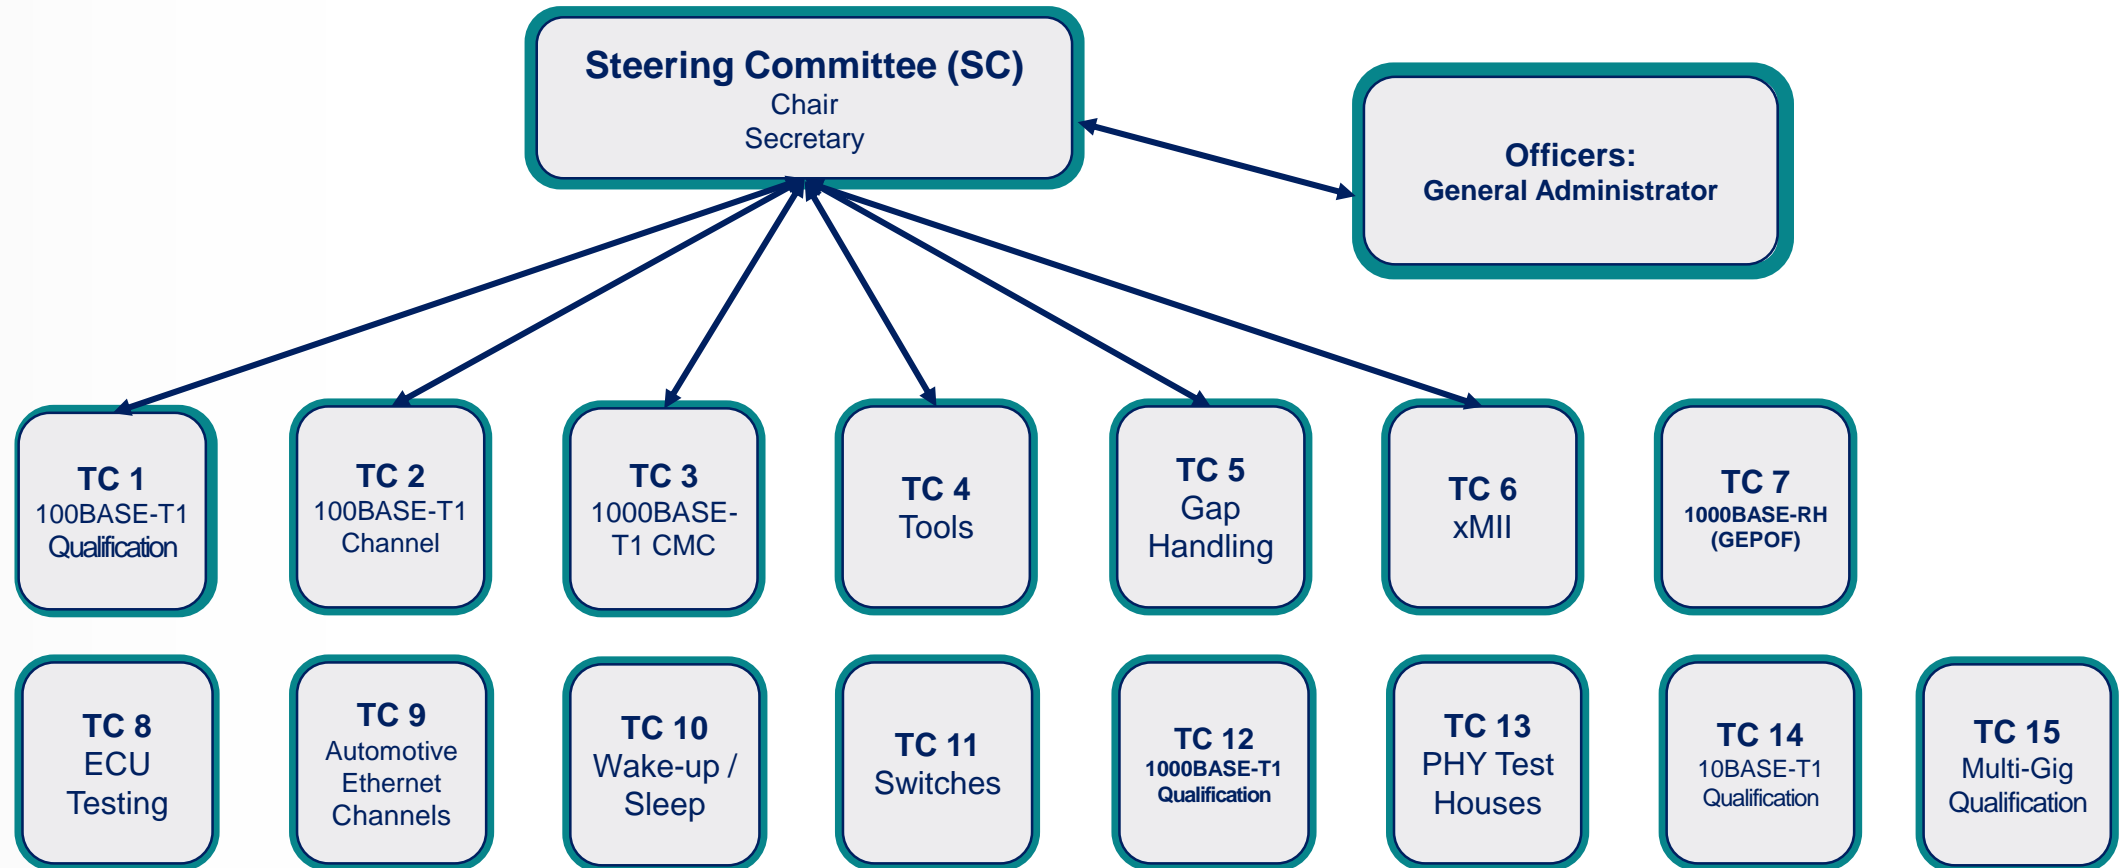 Steering Committee (SC)
Chair
Secretary
Officers:
General Administrator
TC 1
100BASE-T1
Qualification
TC 2
100BASE-T1
Channel
TC 3
1000BASE-
T1 CMC
TC 4
Tools
TC 5
Gap
Handling
TC 6
xMII
TC 7
1000BASE-RH
(GEPOF)
TC 8
ECU
Testing
TC 9
Automotive
Ethernet
Channels
TC 10
Wake-up /
Sleep
TC 11
Switches
TC 12
1000BASE-T1
Qualification
TC 13
PHY Test
Houses
TC 14
10BASE-T1
Qualification
TC 15
Multi-Gig
Qualification